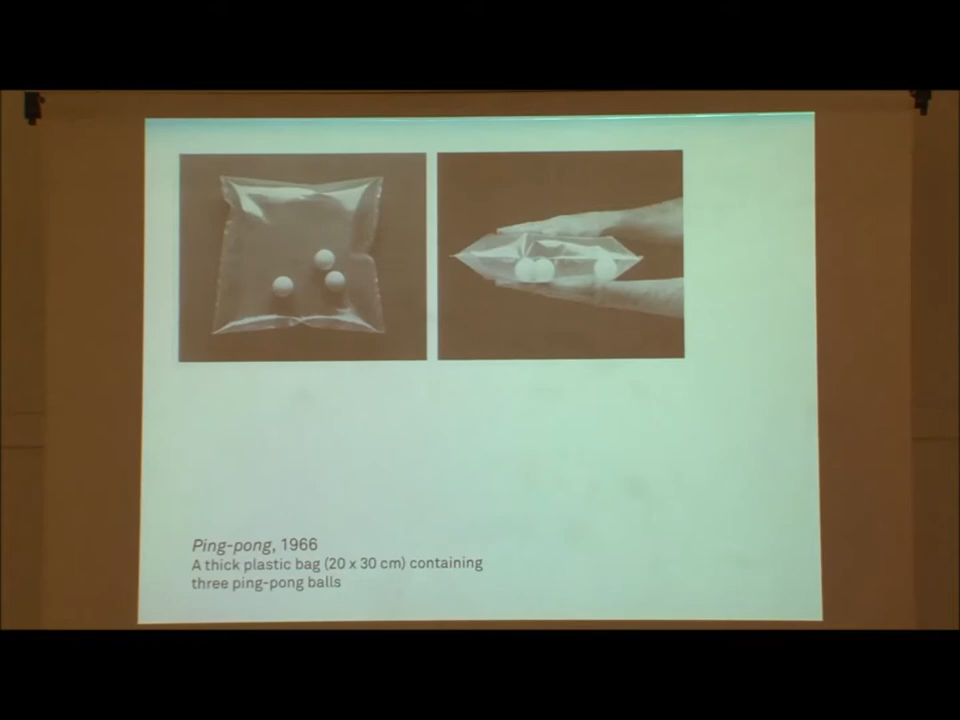 Ping-pong, 1966
A thick plastic bag (20 x 30 cm) containing
three ping-pong balls